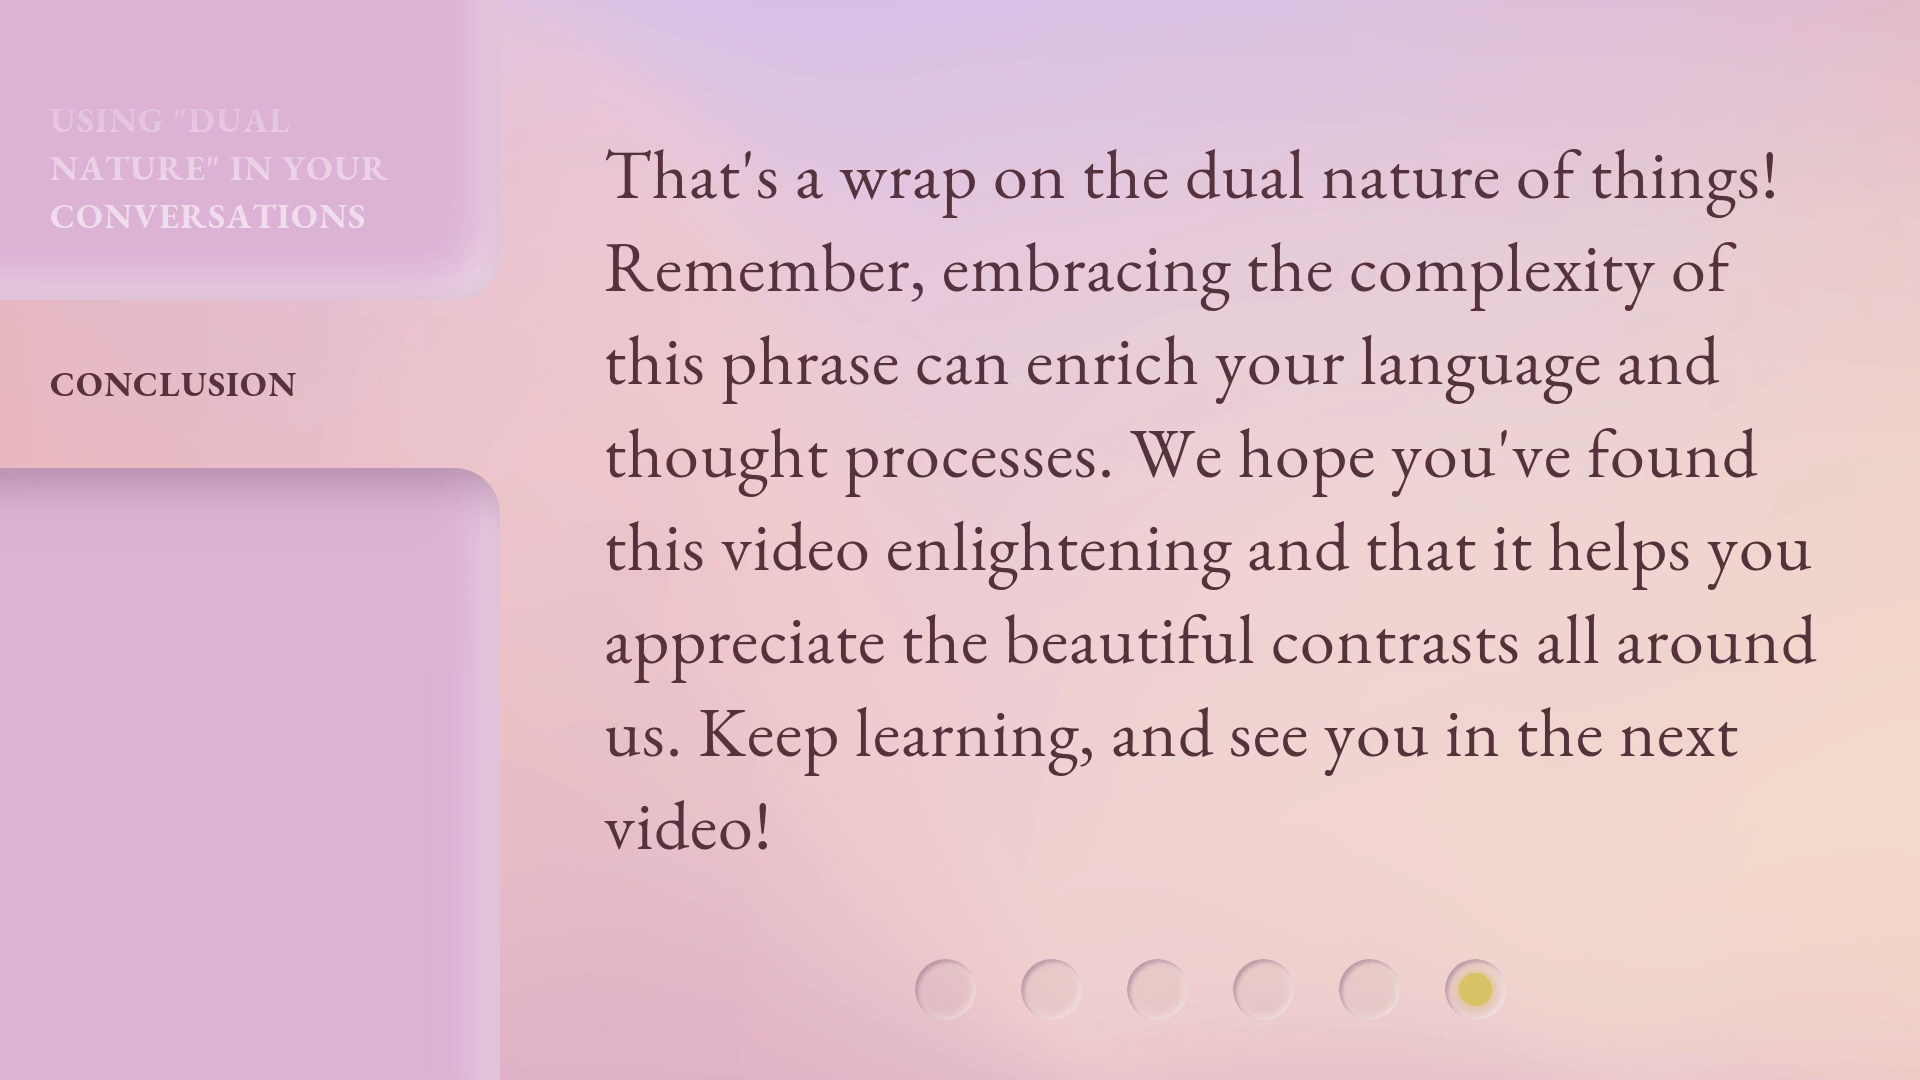 USING "DUAL
NATURE" IN YOUR
CONVERSATIONS
CONCLUSION
That's a wrap on the dual nature of things!
Remember, embracing the complexity of
this phrase can enrich your language and
thought processes. We hope you've found
this video enlightening and that it helps you
appreciate the beautiful contrasts all around
us. Keep learning, and see you in the next
video!